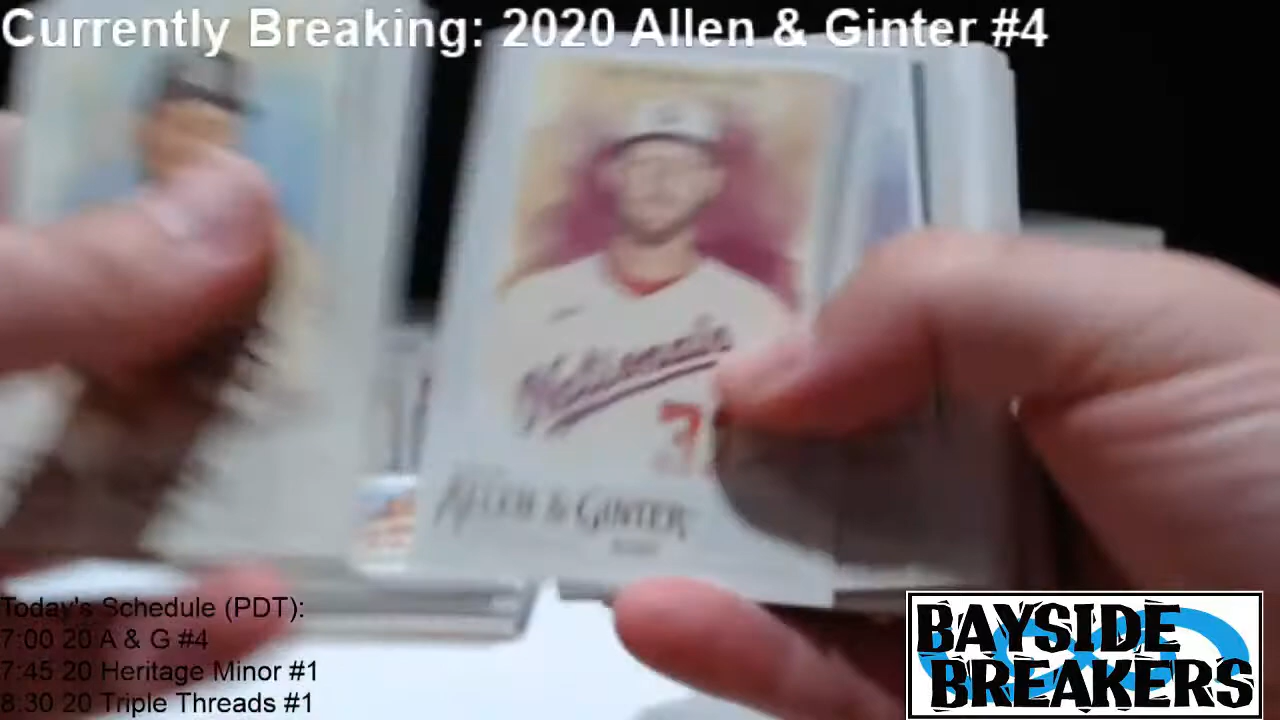 Currently Breaking: 2020 Allen & Ginter #4
Nationals
7
ALLEN & GINTER
Today's Schedule (PDT):
7:00 20 A & G #4
7:45 20 Heritage Minor #1
8:30 20 Triple Threads #1
BAYSIDE
BREAKERS